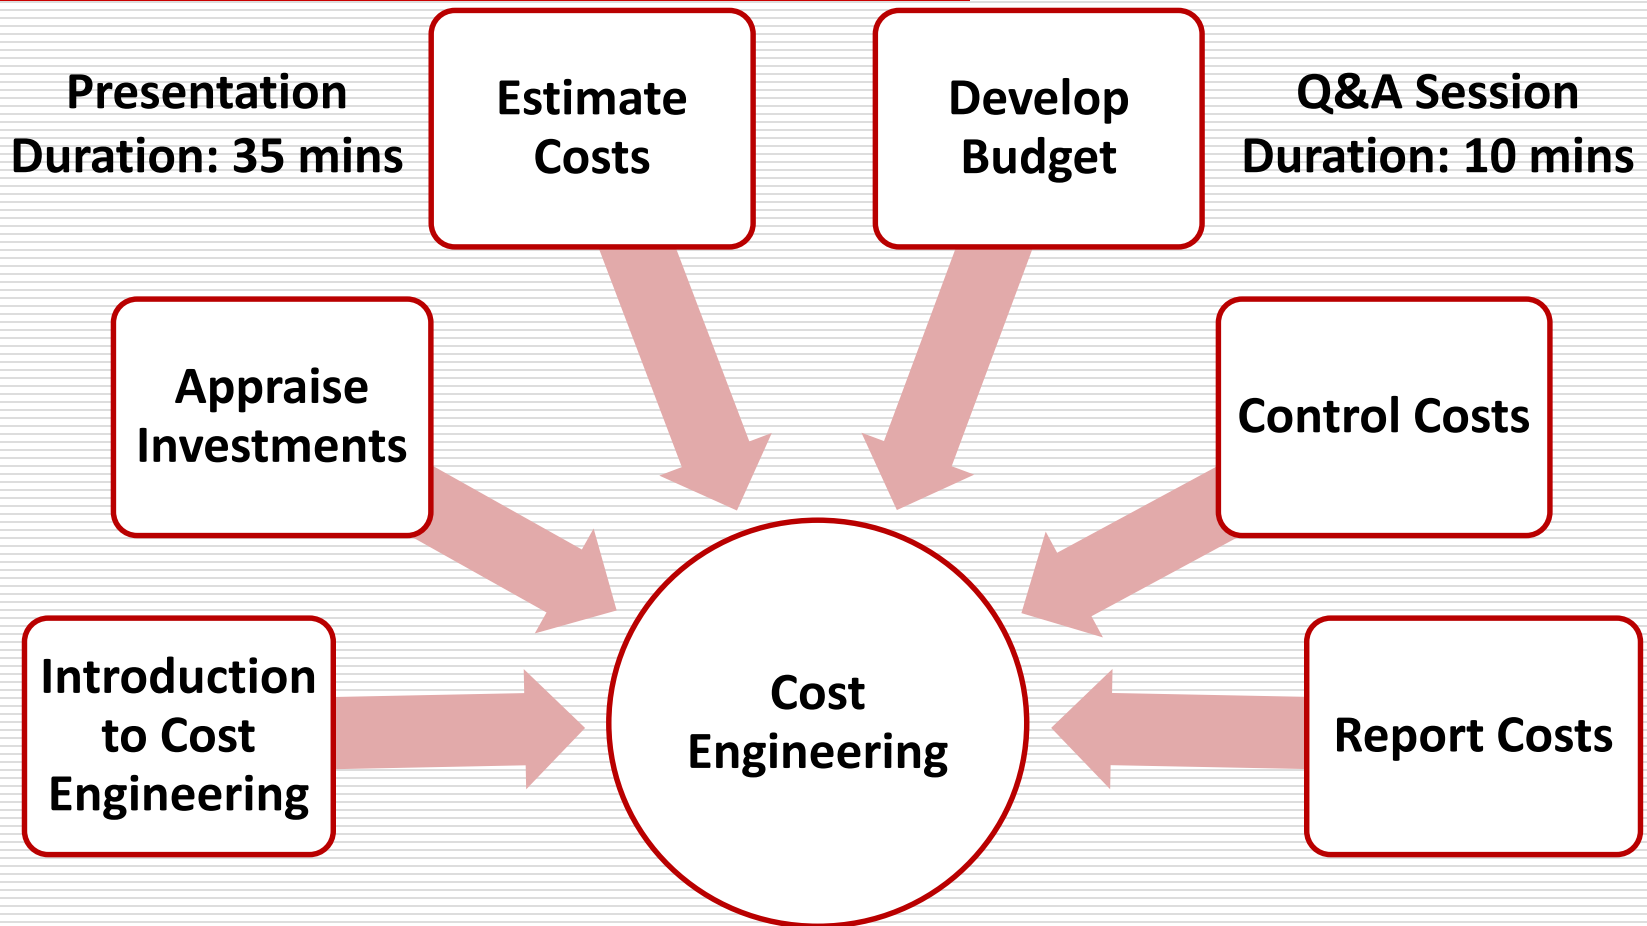 Presentation
Duration: 35 mins
Estimate
Costs
Develop
Budget
Q&A Session
Duration: 10 mins
Appraise
Investments
Control Costs
Introduction
to Cost
Engineering
Cost
Engineering
Report Costs